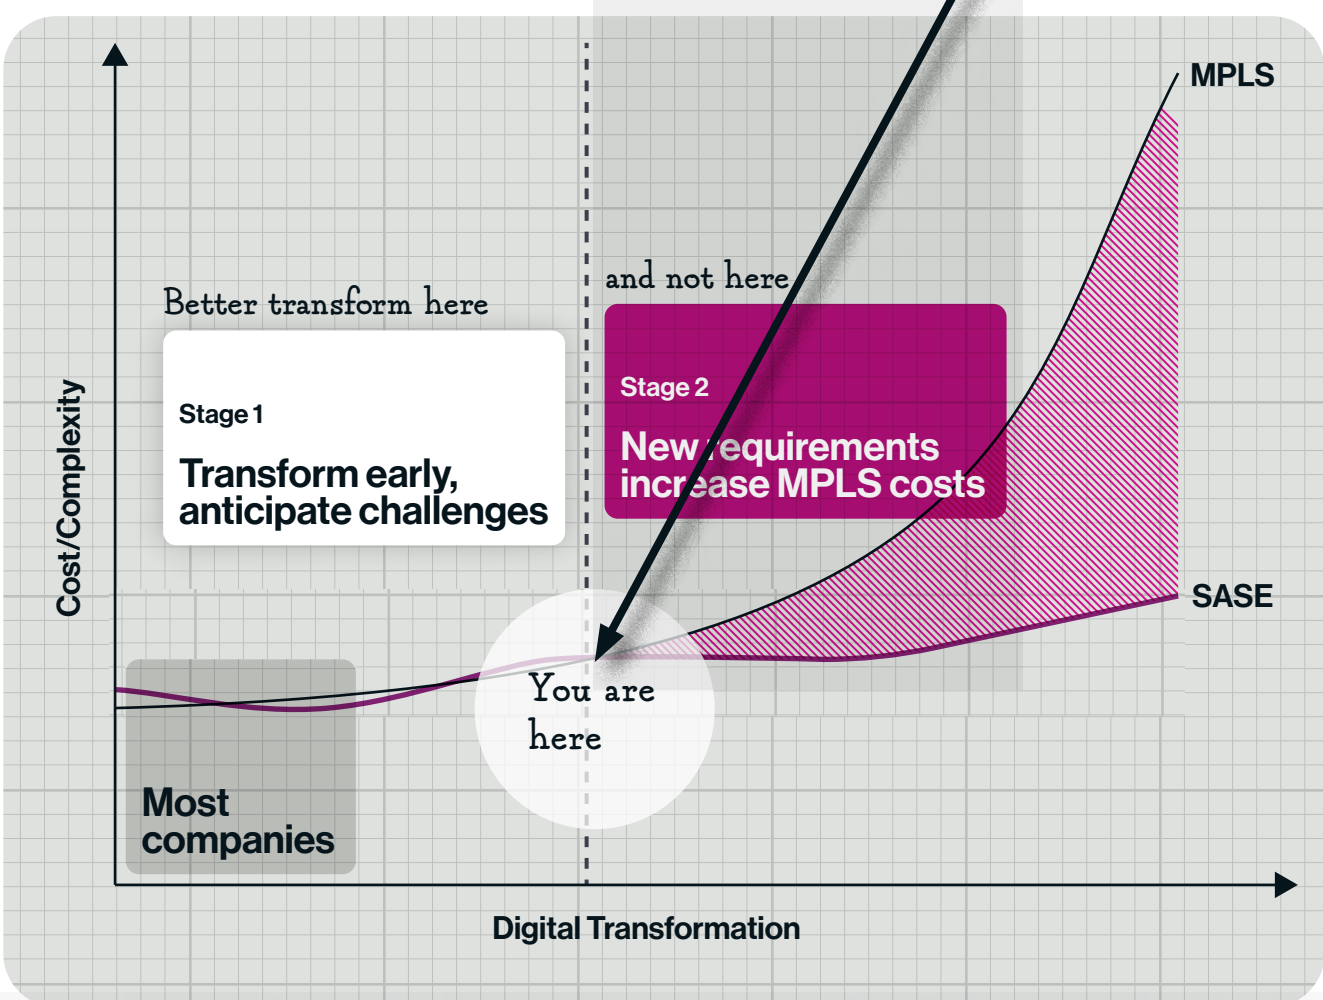 MPLS
and not here
Better transform here
Stage 1
Transform early,
anticipate challenges
Stage 2
New requirements
increase MPLS costs
Cost/Complexity
SASE
You are
here
Most
companies
Digital Transformation